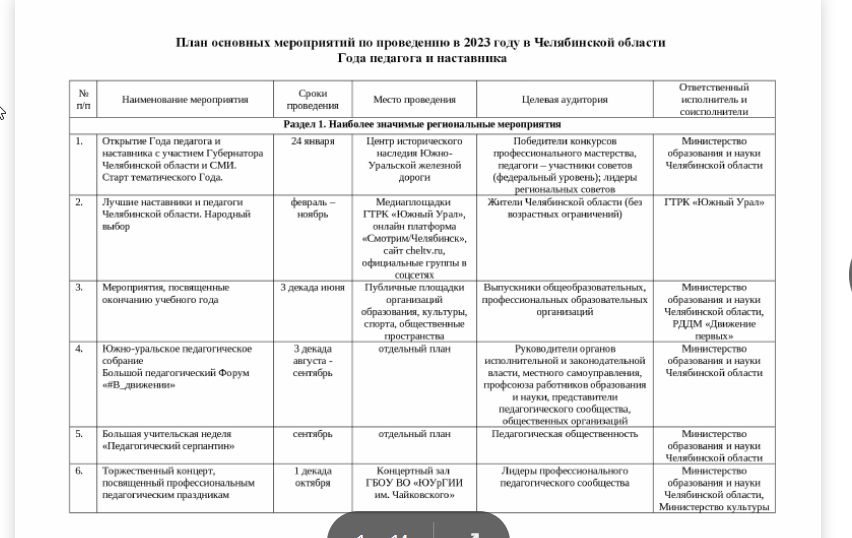 План основных мероприятий по проведению в 2023 году в Челябинской области
Года педагога и наставника
№
п/п
Наименование мероприятия
Сроки
проведения
Место проведения
Целевая аудитория
Ответственный
исполнитель и
соисполнители
Раздел 1. Наиболее значимые региональные мероприятия
1.
Открытие Года педагога и
наставника с участием Губернатора
Челябинской области и СМИ.
Старт тематического Года.
24 января
Центр исторического
наследия Южно-
Уральской железной
дороги
Победители конкурсов
профессионального мастерства,
педагоги – участники советов
(федеральный уровень); лидеры
региональных советов
Министерство
образования и науки
Челябинской области
2.
Лучшие наставники и педагоги
Челябинской области. Народный
выбор
февраль –
ноябрь
Медиаплощадки
ГТРК «Южный Урал»,
онлайн платформа
«Смотрим/Челябинск»,
сайт cheltv.ru,
официальные группы в
соцсетях
Жители Челябинской области (без
возрастных ограничений)
ГТРК «Южный Урал»
3.
Мероприятия, посвященные
окончанию учебного года
3 декада июня
Публичные площадки
организаций
образования, культуры,
спорта, общественные
пространства
Выпускники общеобразовательных,
профессиональных образовательных
организаций
Министерство
образования и науки
Челябинской области,
РДДМ «Движение
первых»
4.
Южно-уральское педагогическое
собрание
Большой педагогический Форум
«#В_движении»
3 декада
августа -
сентябрь
отдельный план
Руководители органов
исполнительной и законодательной
власти, местного самоуправления,
профсоюза работников образования
и науки, представители
педагогического сообщества,
общественных организаций
Министерство
образования и науки
Челябинской области
5.
Большая учительская неделя
«Педагогический серпантин»
сентябрь
отдельный план
Педагогическая общественность
Министерство
образования и науки
Челябинской области
6.
Торжественный концерт,
посвященный профессиональным
педагогическим праздникам
1 декада
октября
Концертный зал
ГБОУ ВО «ЮУрГИИ
им. Чайковского»
Лидеры профессионального
педагогического сообщества
Министерство
образования и науки
Челябинской области,
Министерство культуры